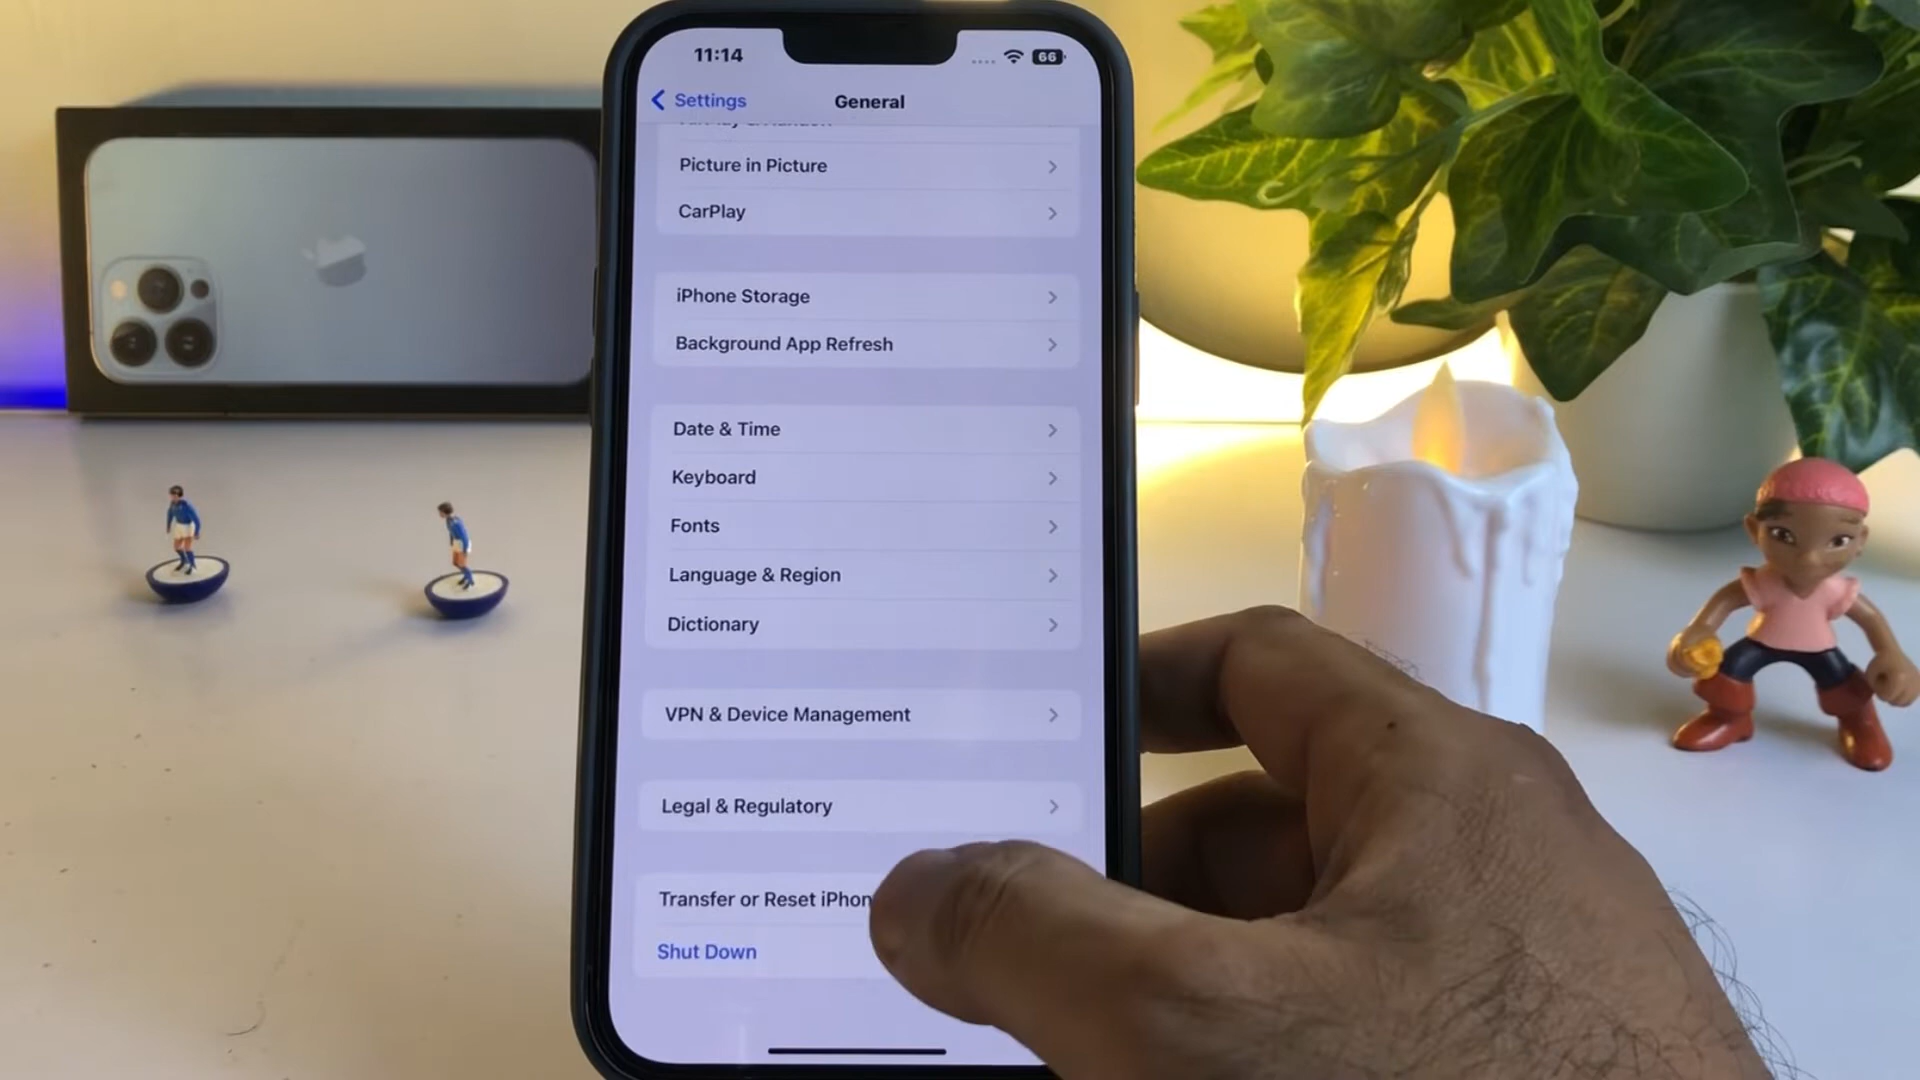 11:14
66
Settings
General
Picture in Picture
CarPlay
iPhone Storage
Background App Refresh
Date & Time
Keyboard
Fonts
Language & Region
Dictionary
VPN & Device Management
Legal & Regulatory
Transfer or Reset iPhon
Shut Down